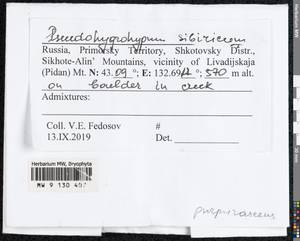 Pseudohygrohypnum sibiricum
Russia, Primorsky Territory, Shkotovsky Distr.,
Sikhote-Alin' Mountains, vicinity of Livadijskaja
(Pidan) Mt. N: 43.09 °; E: 132.69 °; 570 m alt.
on boulder in creek
Admixtures:
Coll. V.E. Fedosov #
13.IX.2019 Det.
Herbarium MW, Bryophyta
MW 9 130
purpurascens